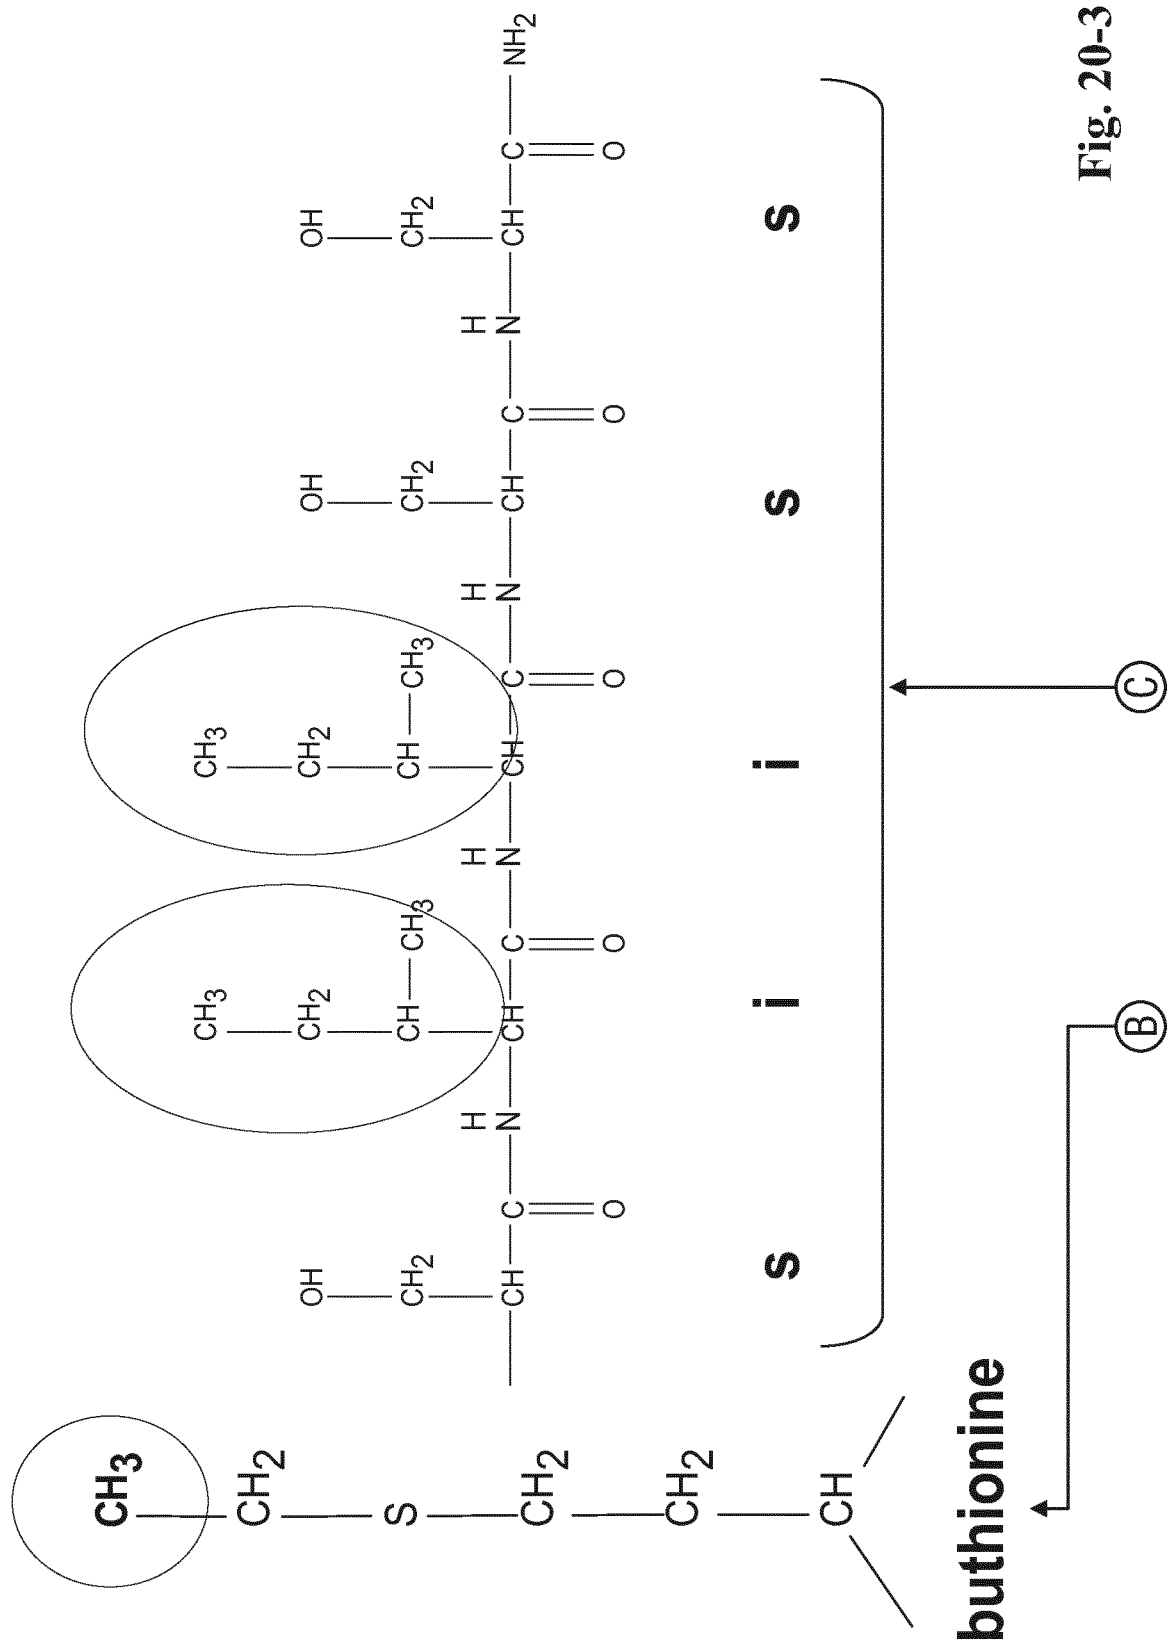 CH3
CH3 CH3
CH2
OH CH2 CH2 OH OH
S CH2 CH CH3 CH CH3 CH2 CH2
H H H H
CH C N CH C N CH C N CH C N CH C NH2
CH2
O O O O O
CH2
s i i s s
CH
buthionine
B C
Fig. 20-3